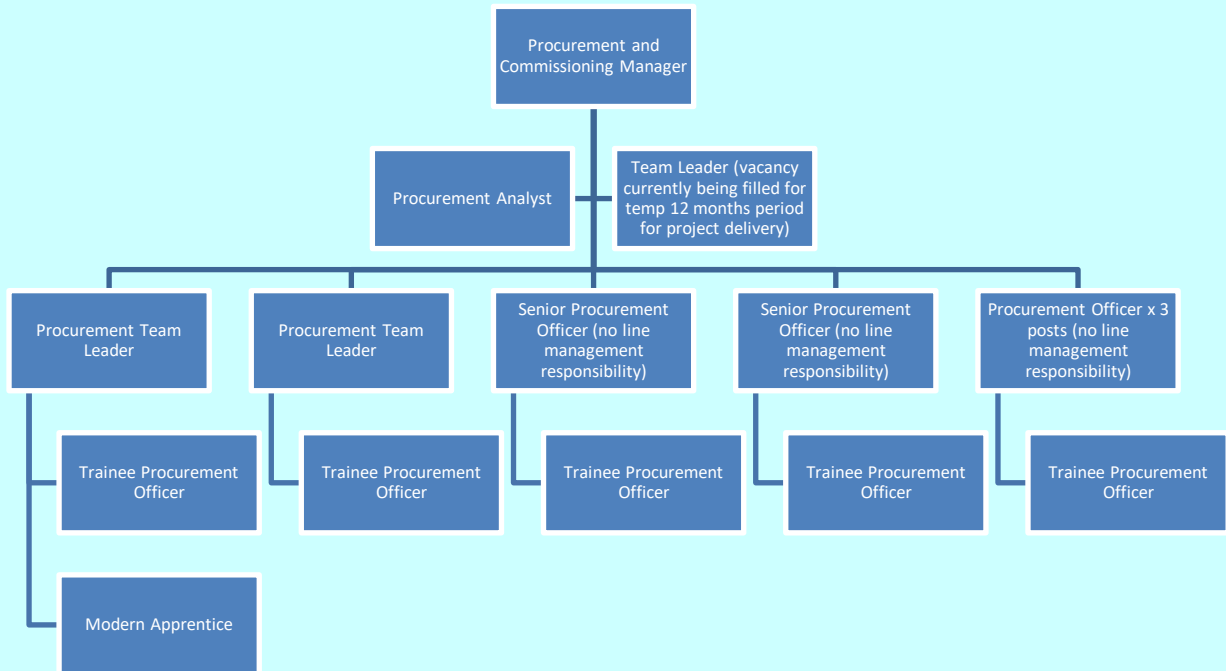 Procurement and
Commissioning Manager
Procurement Analyst
Team Leader (vacancy
currently being filled for
temp 12 months period
for project delivery)
Procurement Team
Leader
Procurement Team
Leader
Senior Procurement
Officer (no line
management
responsibility)
Senior Procurement
Officer (no line
management
responsibility)
Procurement Officer x 3
posts (no line
management
responsibility)
Trainee Procurement
Officer
Trainee Procurement
Officer
Trainee Procurement
Officer
Trainee Procurement
Officer
Trainee Procurement
Officer
Modern Apprentice